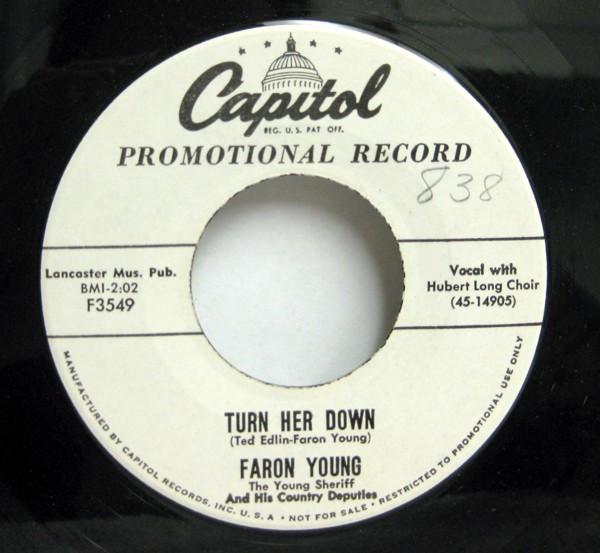 Capitol
REG. U.S. PAT OFF.
PROMOTIONAL RECORD
838
Lancaster Mus. Pub.
BMI-2:02
F3549
Vocal with
Hubert Long Choir
(45-14905)
TURN HER DOWN
(Ted Edlin-Faron Young)
FARON YOUNG
The Young Sheriff
And His Country Deputies
MANUFACTURED BY CAPITOL RECORDS, INC. U. S. A • NOT FOR SALE • RESTRICTED TO PROMOTIONAL USE ONLY